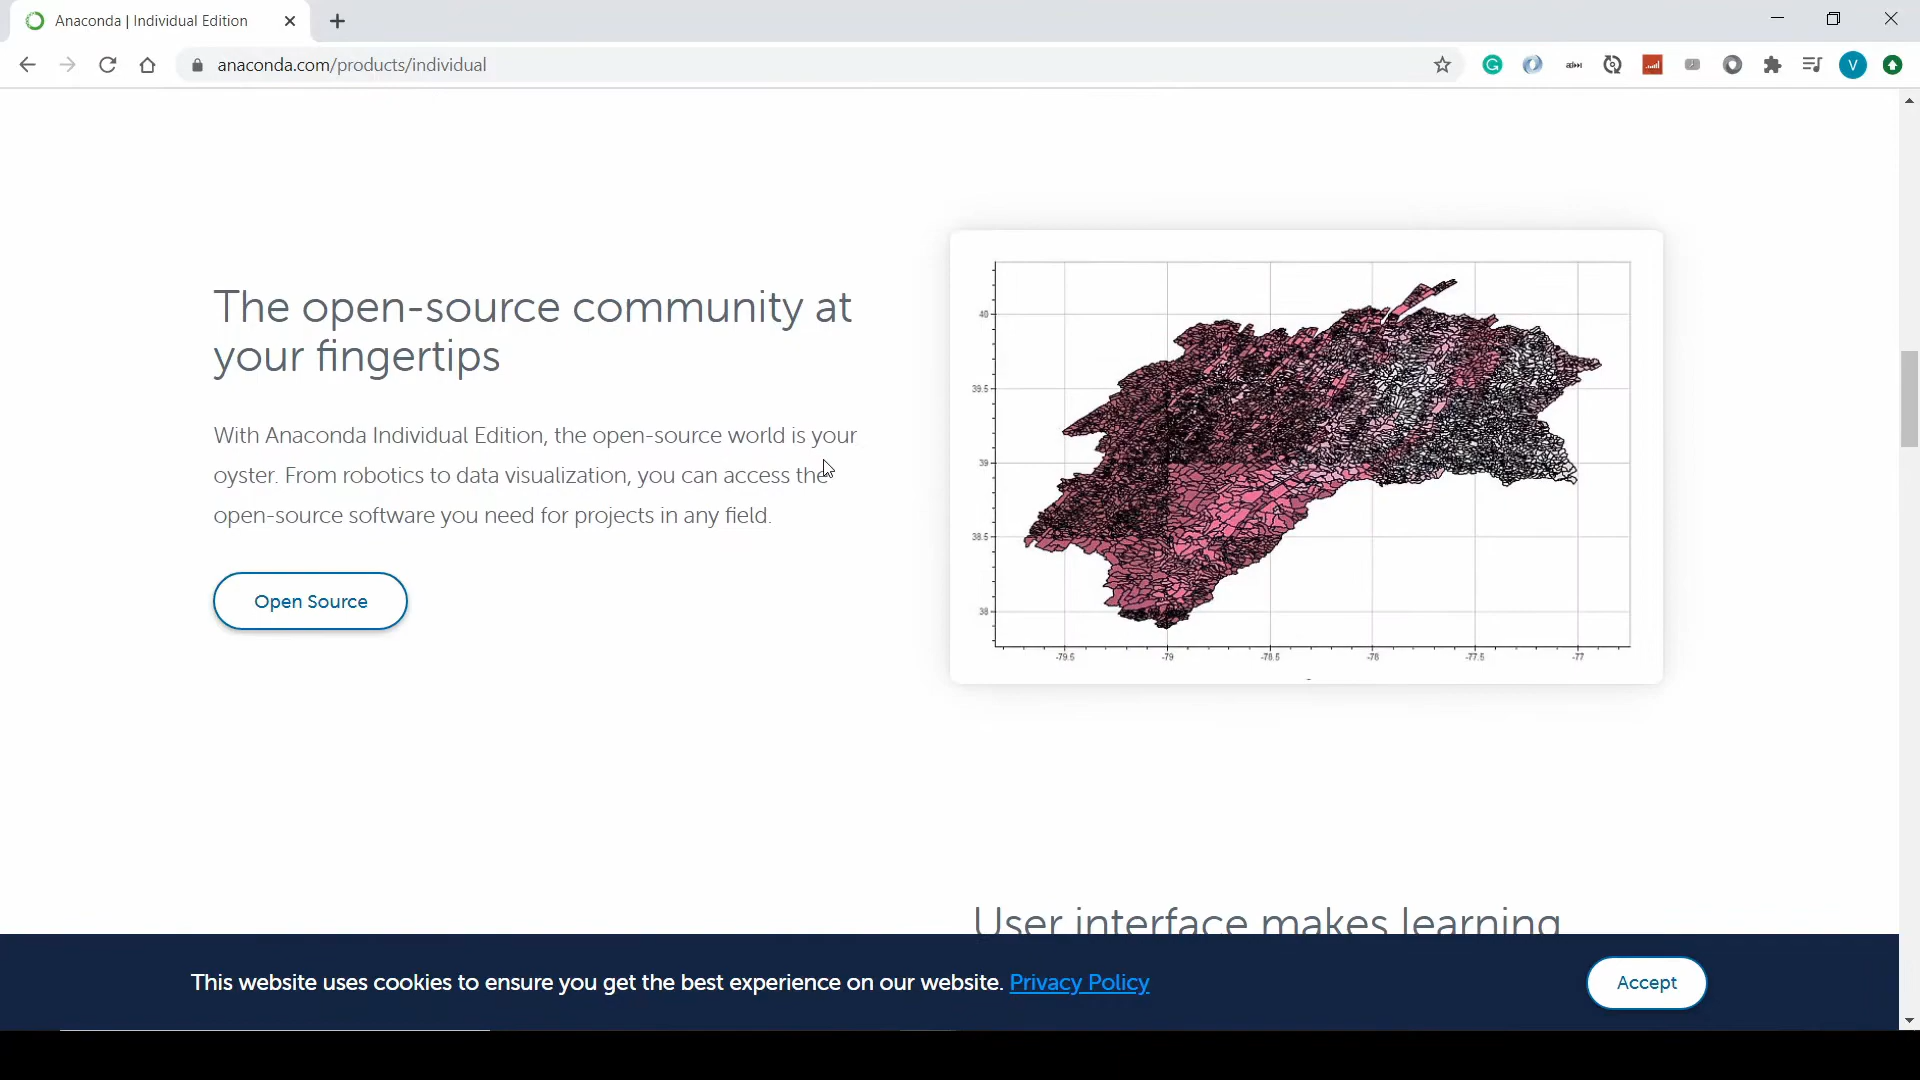 Anaconda | Individual Edition
anaconda.com/products/individual
V
The open-source community at
your fingertips
With Anaconda Individual Edition, the open-source world is your
oyster. From robotics to data visualization, you can access the
open-source software you need for projects in any field.
Open Source
40
39.5
39
38.5
38
-79.5 -79 -78.5 -78 -77.5 -77
User interface makes learning
This website uses cookies to ensure you get the best experience on our website. Privacy Policy
Accept